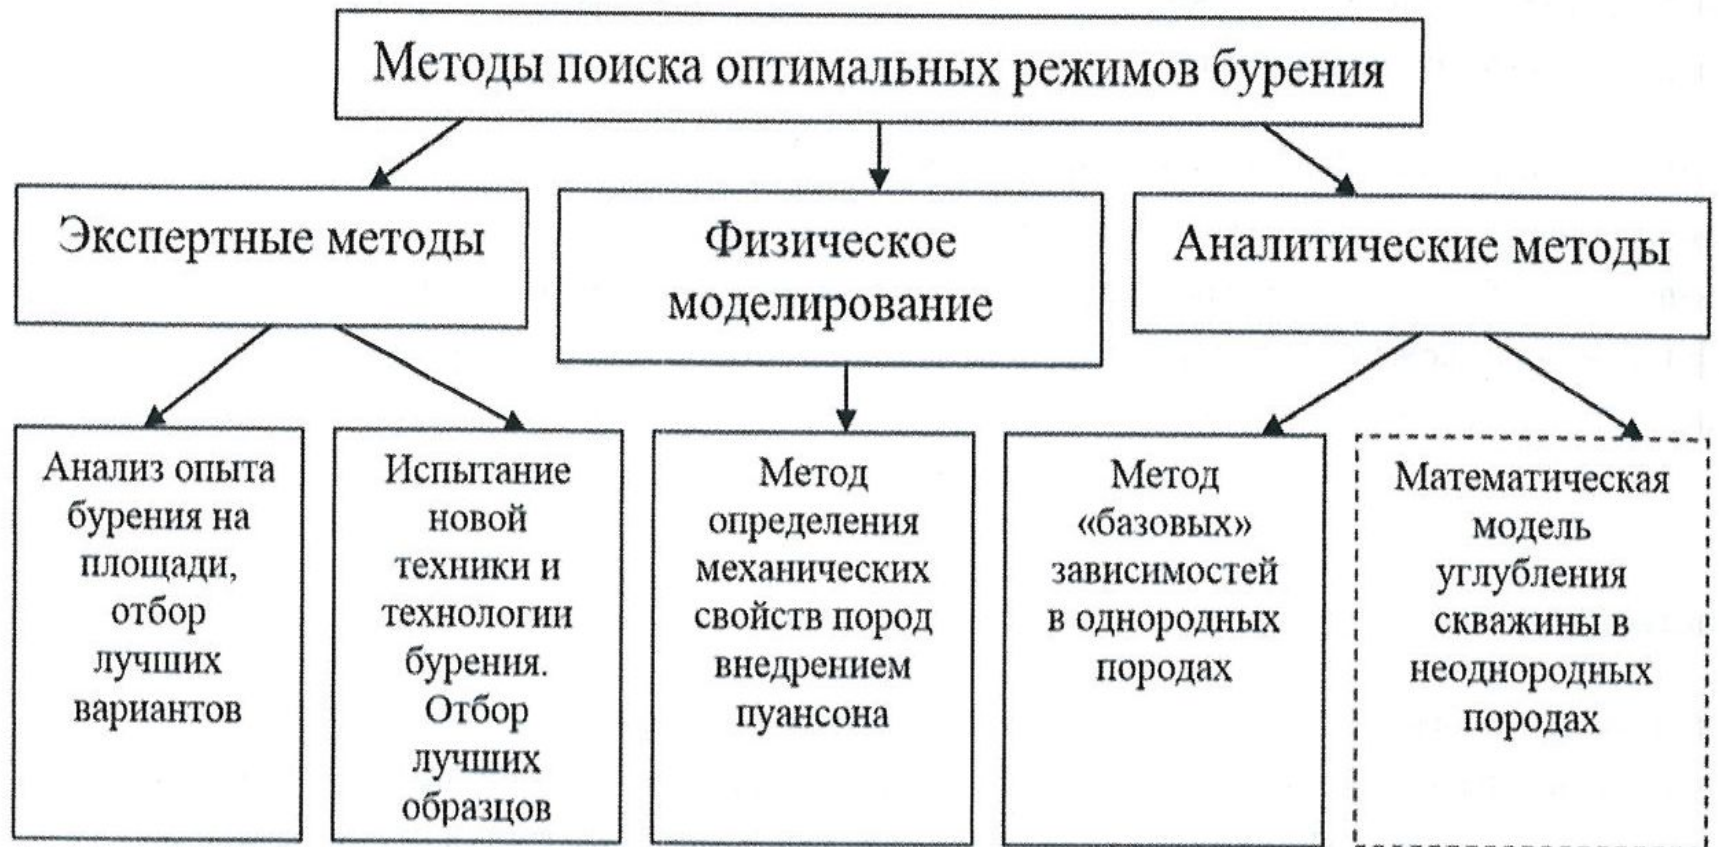 Методы поиска оптимальных режимов бурения
Экспертные методы
Физическое
моделирование
Аналитические методы
Анализ опыта
бурения на
площади,
отбор
лучших
вариантов
Испытание
новой
техники и
технологии
бурения.
Отбор
лучших
образцов
Метод
определения
механических
свойств пород
внедрением
пуансона
Метод
«базовых»
зависимостей
в однородных
породах
Математическая
модель
углубления
скважины в
неоднородных
породах